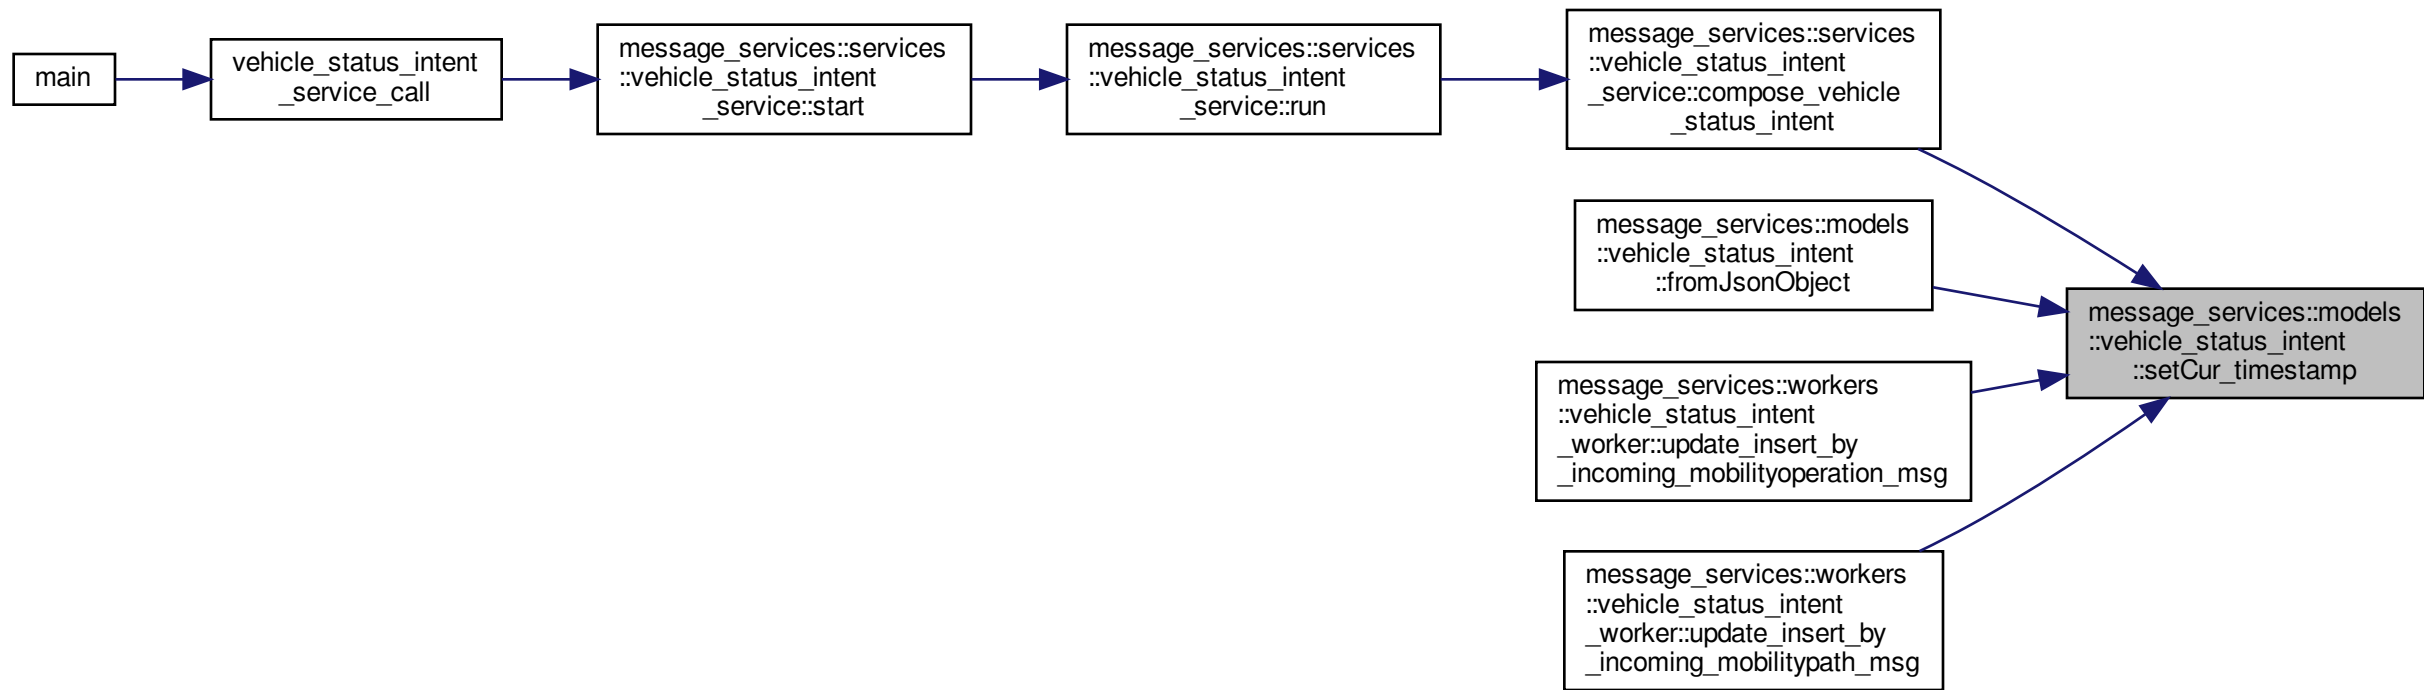 main
vehicle_status_intent
_service_call
message_services::services
::vehicle_status_intent
_service::start
message_services::services
::vehicle_status_intent
_service::run
message_services::services
::vehicle_status_intent
_service::compose_vehicle
_status_intent
message_services::models
::vehicle_status_intent
::fromJsonObject
message_services::workers
::vehicle_status_intent
_worker::update_insert_by
_incoming_mobilityoperation_msg
message_services::workers
::vehicle_status_intent
_worker::update_insert_by
_incoming_mobilitypath_msg
message_services::models
::vehicle_status_intent
::setCur_timestamp